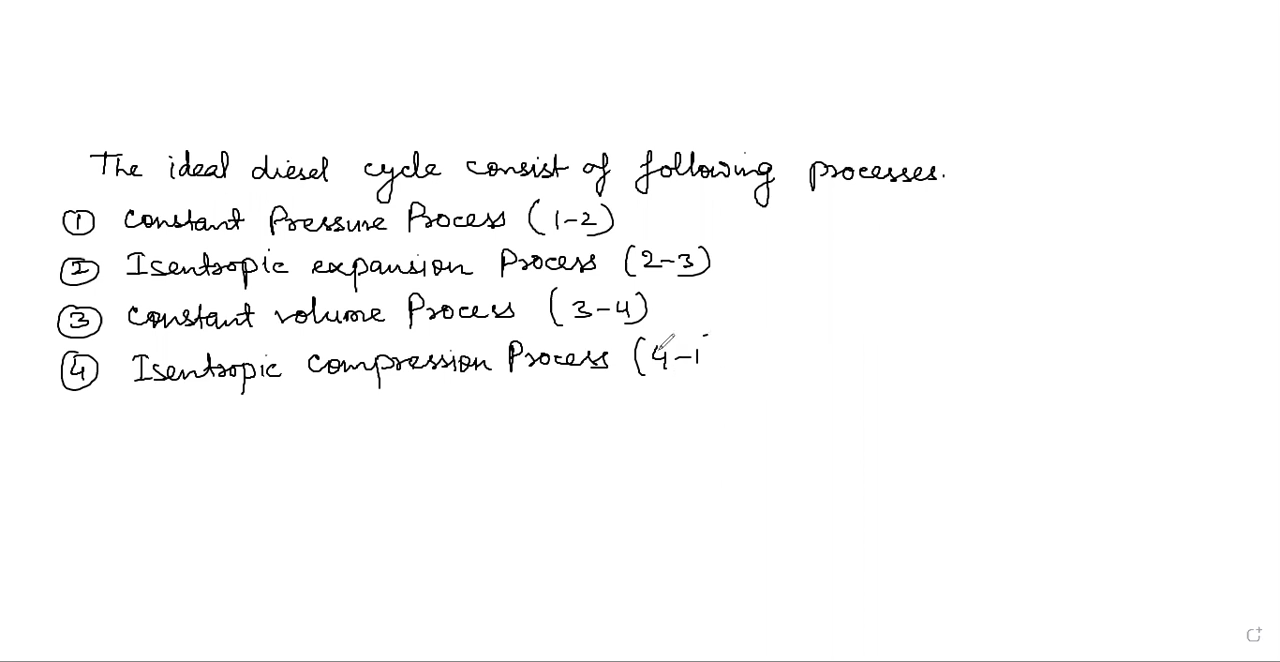 The ideal diesel cycle consist of following processes.
① constant Pressure Process (1-2)
② Isentropic expansion Process (2-3)
③ constant volume Process (3-4)
④ Isentropic compression Process (4-1